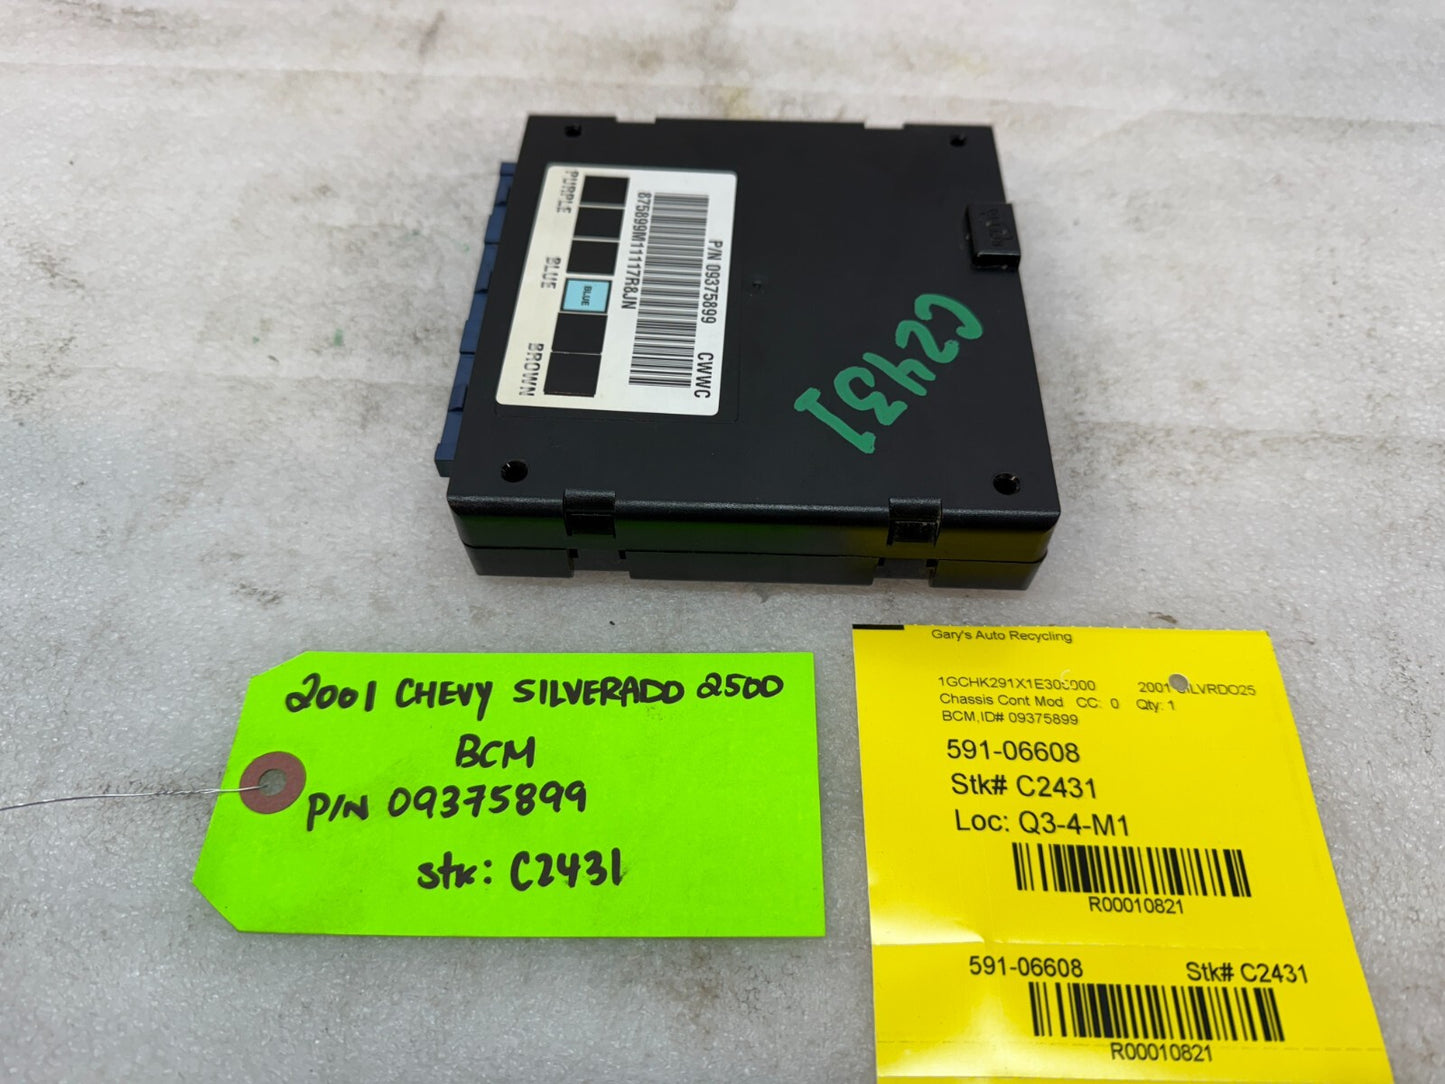 P/N 09375899 CWWC
875899M11117R8JN
BLUE
PURPLE BLUE BROWN
C2431
2001 CHEVY SILVERADO 2500
BCM
P/N 09375899
stk: C2431
Gary's Auto Recycling
2001
Chassis Cont Mod CC: 0 Qty: 1
BCM,ID# 09375899
591-06608
Stk# C2431
Loc: Q3-4-M1
R00010821
591-06608 Stk# C2431
R00010821